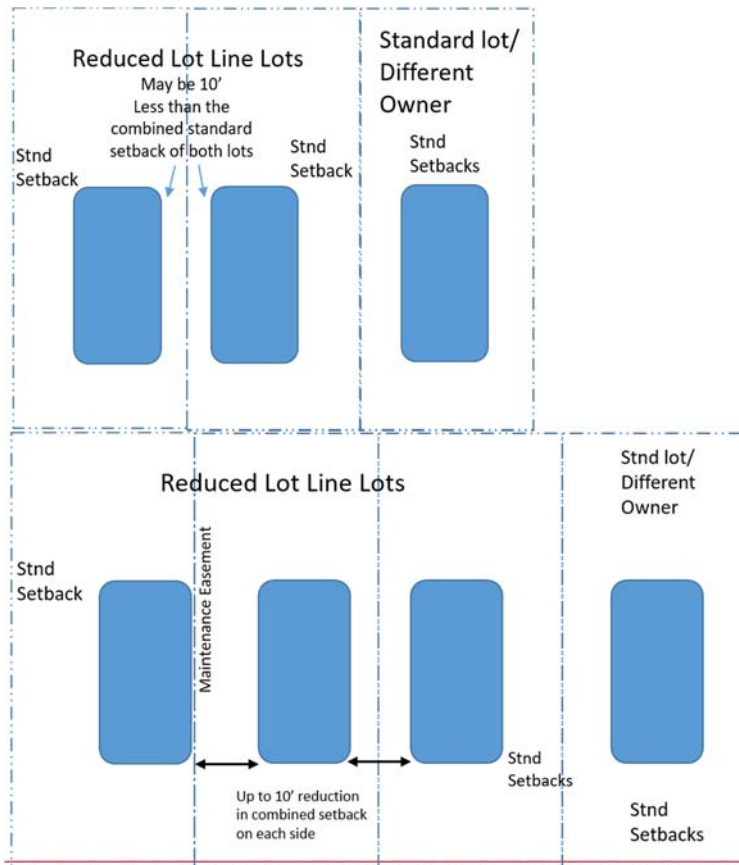 Reduced Lot Line Lots
May be 10’
Less than the
combined standard
setback of both lots
Stnd
Setback
Stnd
Setback
Standard lot/
Different
Owner
Stnd
Setbacks
Reduced Lot Line Lots
Stnd lot/
Different
Owner
Stnd
Setback
Maintenance Easement
Up to 10’ reduction
in combined setback
on each side
Stnd
Setbacks
Stnd
Setbacks